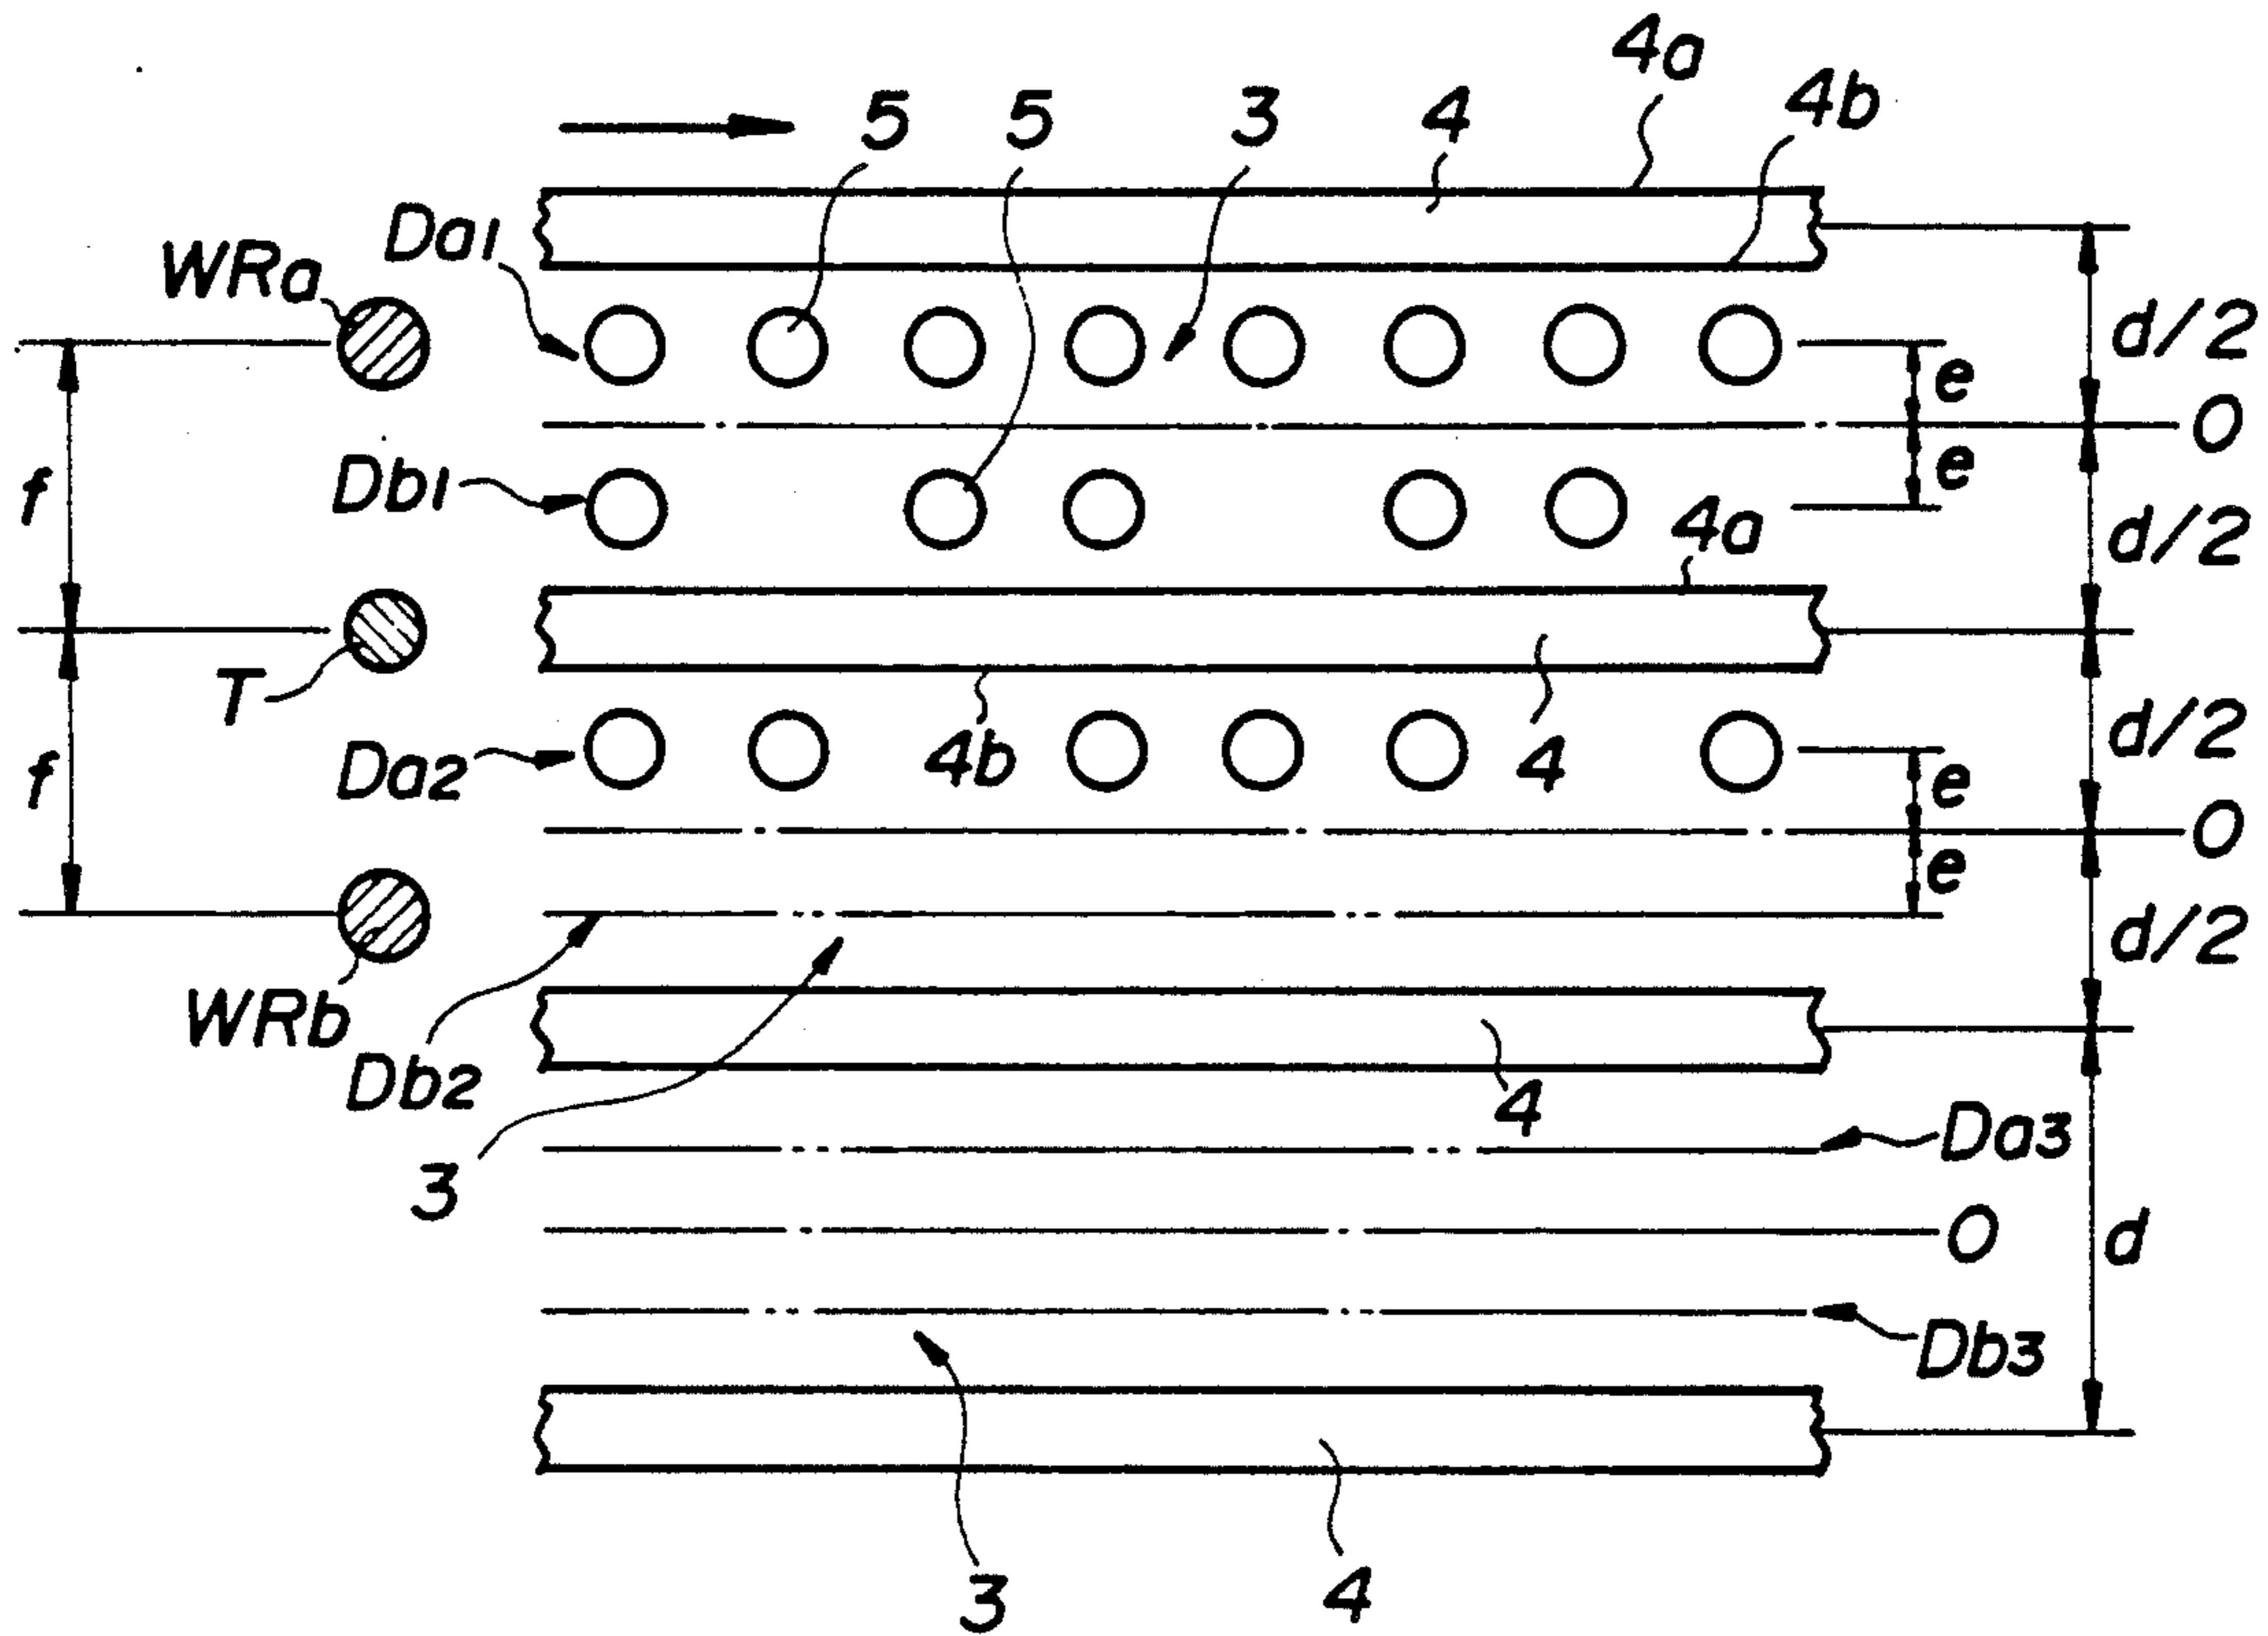 4a
5 5 3 4 4b
Da1
WRa
d/2
e
O
f Db1 e
4a d/2
T
4b 4 d/2
f Da2 e
O
e
d/2
WRb
Db2 4
Da3
3
O d
Db3
3 4